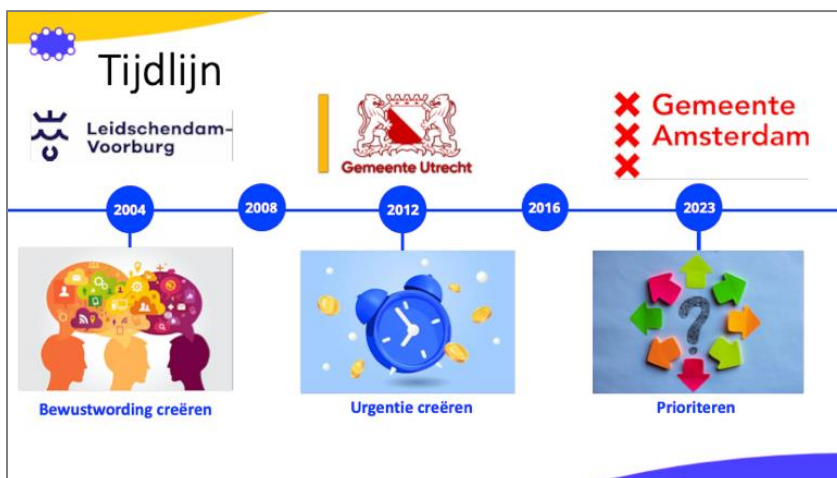 Tijdlijn
Leidschendam-
Voorburg
Gemeente Utrecht
Gemeente
Amsterdam
2004
2008
2012
2016
2023
?
Bewustwording creëren
Urgentie creëren
Prioriteren